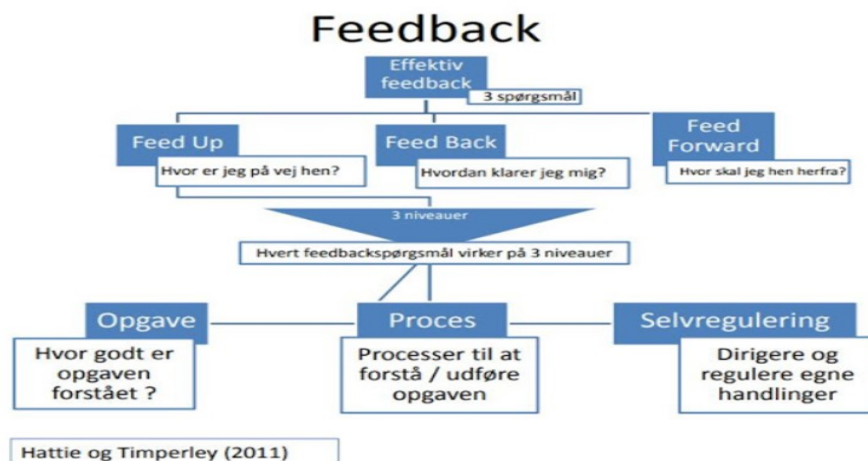 Feedback
Effektiv
feedback
3 spørgsmål
Feed Up
Hvor er jeg på vej hen?
Feed Back
Hvordan klarer jeg mig?
Feed
Forward
Hvor skal jeg hen herfra?
3 niveauer
Hvert feedbackspørgsmål virker på 3 niveauer
Opgave
Hvor godt er
opgaven
forstået ?
Proces
Processer til at
forstå / udføre
opgaven
Selvregulering
Dirigere og
regulere egne
handlinger
Hattie og Timperley (2011)